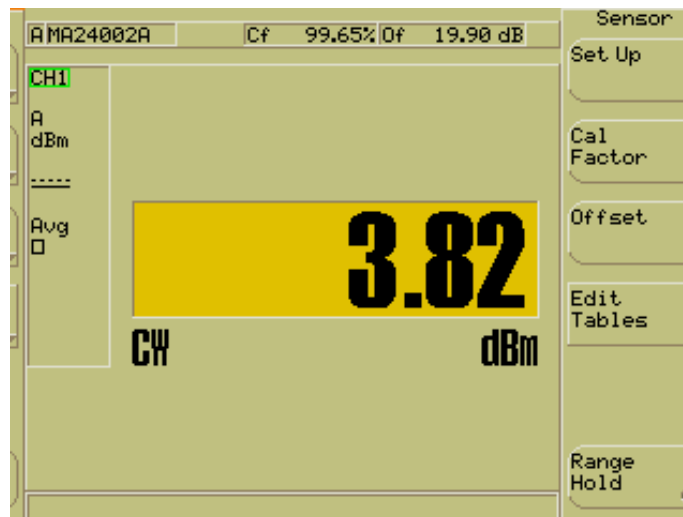 A MA24002A Cf 99.65% Of 19.90 dB
CH1
A
dBm
-----
Avg
3.82
CW dBm
Sensor
Set Up
Cal
Factor
Offset
Edit
Tables
Range
Hold